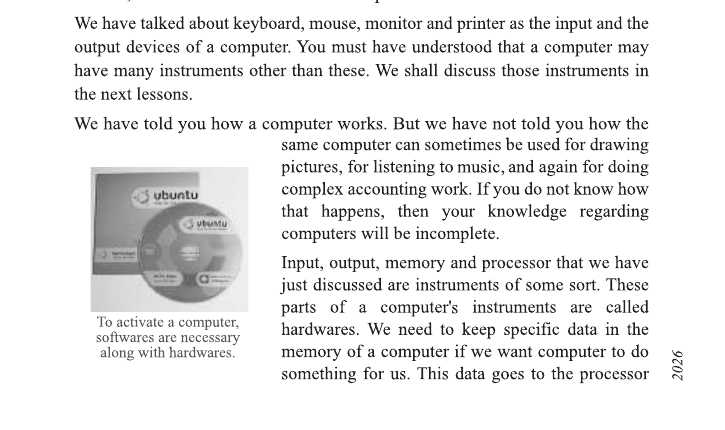 We have talked about keyboard, mouse, monitor and printer as the input and the
output devices of a computer. You must have understood that a computer may
have many instruments other than these. We shall discuss those instruments in
the next lessons.
We have told you how a computer works. But we have not told you how the
same computer can sometimes be used for drawing
pictures, for listening to music, and again for doing
complex accounting work. If you do not know how
that happens, then your knowledge regarding
computers will be incomplete.
ubuntu
ubuntu
To activate a computer,
softwares are necessary
along with hardwares.
Input, output, memory and processor that we have
just discussed are instruments of some sort. These
parts of a computer's instruments are called
hardwares. We need to keep specific data in the
memory of a computer if we want computer to do
something for us. This data goes to the processor
2026